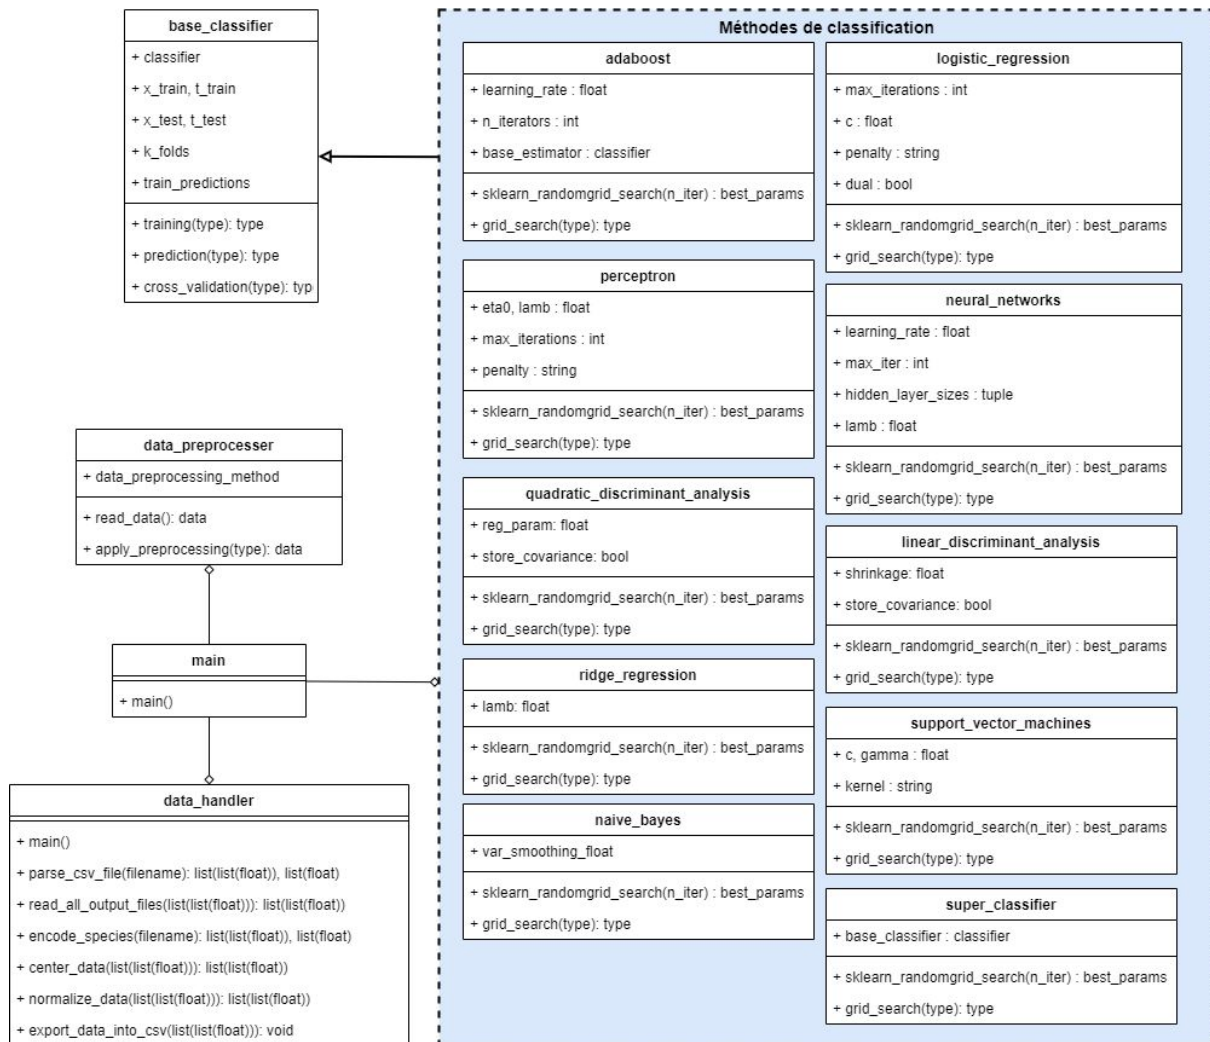 base_classifier
+ classifier
+ x_train, t_train
+ x_test, t_test
+ k_folds
+ train_predictions
+ training(type): type
+ prediction(type): type
+ cross_validation(type): typ
Méthodes de classification
adaboost
+ learning_rate : float
+ n_iterators : int
+ base_estimator : classifier
+ sklearn_randomgrid_search(n_iter) : best_params
+ grid_search(type): type
logistic_regression
+ max_iterations : int
+ c : float
+ penalty : string
+ dual : bool
+ sklearn_randomgrid_search(n_iter) : best_params
+ grid_search(type): type
perceptron
+ eta0, lamb : float
+ max_iterations : int
+ penalty : string
+ sklearn_randomgrid_search(n_iter) : best_params
+ grid_search(type): type
neural_networks
+ learning_rate : float
+ max_iter : int
+ hidden_layer_sizes : tuple
+ lamb : float
+ sklearn_randomgrid_search(n_iter) : best_params
+ grid_search(type): type
data_preprocesser
+ data_preprocessing_method
+ read_data(): data
+ apply_preprocessing(type): data
quadratic_discriminant_analysis
+ reg_param: float
+ store_covariance: bool
+ sklearn_randomgrid_search(n_iter) : best_params
+ grid_search(type): type
linear_discriminant_analysis
+ shrinkage: float
+ store_covariance: bool
+ sklearn_randomgrid_search(n_iter) : best_params
+ grid_search(type): type
main
+ main()
ridge_regression
+ lamb: float
+ sklearn_randomgrid_search(n_iter) : best_params
+ grid_search(type): type
support_vector_machines
+ c, gamma : float
+ kernel : string
+ sklearn_randomgrid_search(n_iter) : best_params
+ grid_search(type): type
data_handler
+ main()
+ parse_csv_file(filename): list(list(float)), list(float)
+ read_all_output_files(list(list(float))): list(list(float))
+ encode_species(filename): list(list(float)), list(float)
+ center_data(list(list(float))): list(list(float))
+ normalize_data(list(list(float))): list(list(float))
+ export_data_into_csv(list(list(float))): void
naive_bayes
+ var_smoothing_float
+ sklearn_randomgrid_search(n_iter) : best_params
+ grid_search(type): type
super_classifier
+ base_classifier : classifier
+ sklearn_randomgrid_search(n_iter) : best_params
+ grid_search(type): type